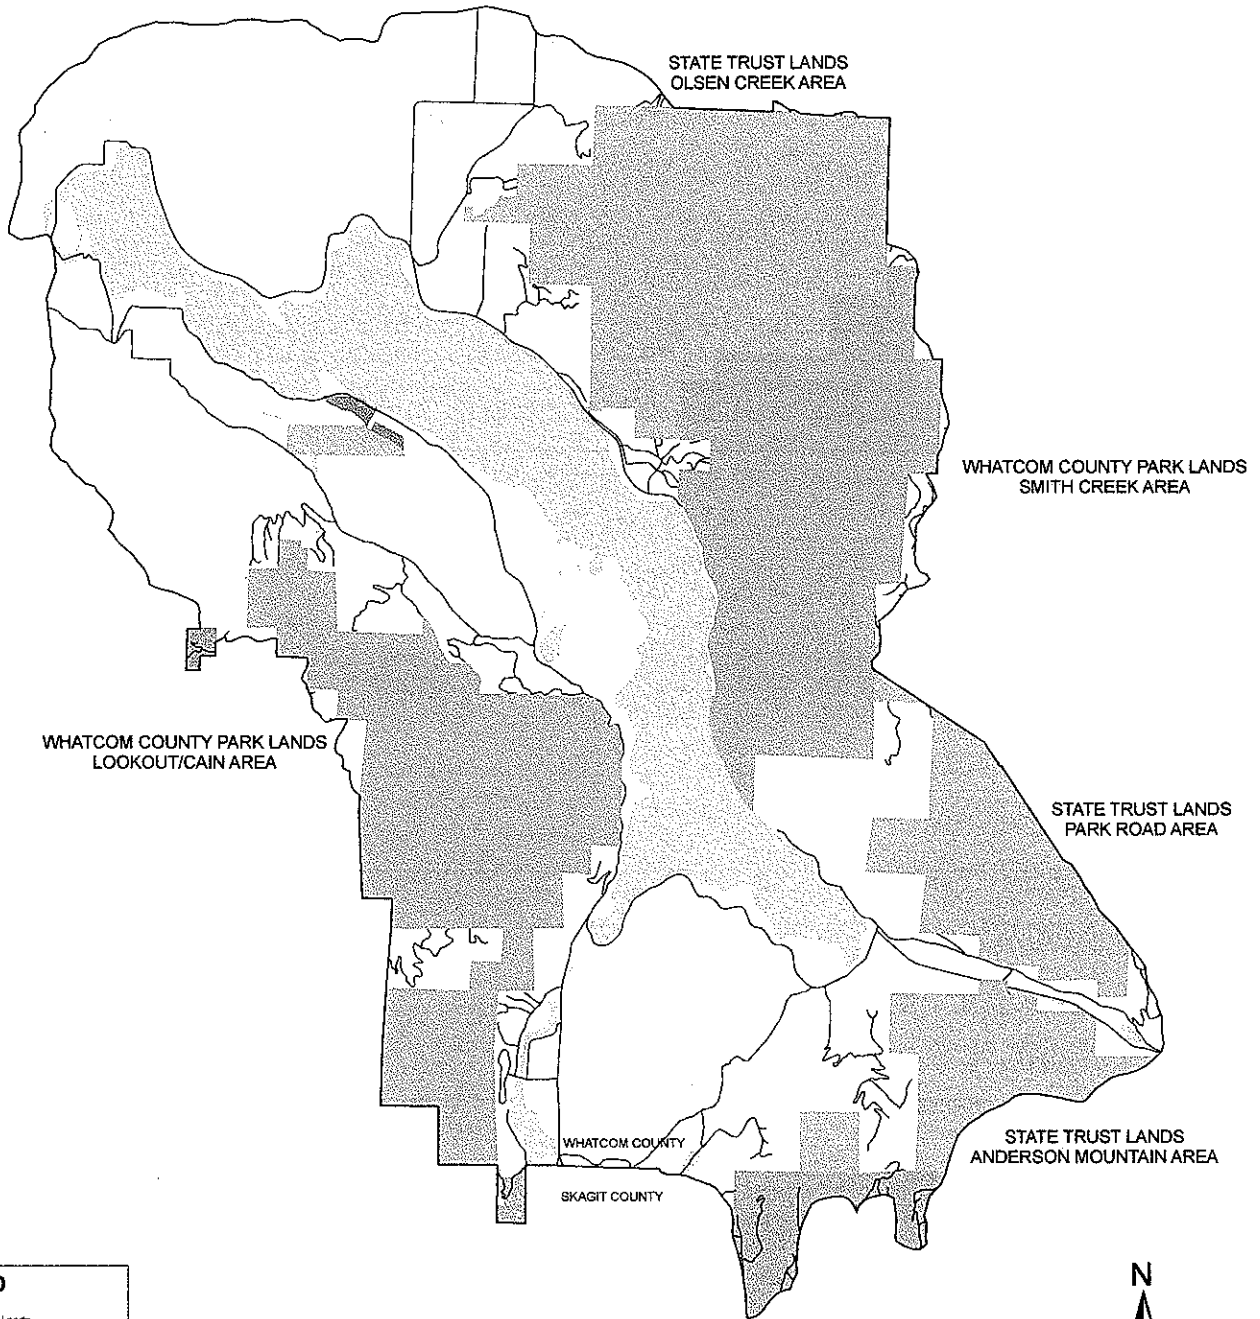 STATE TRUST LANDS
OLSEN CREEK AREA
WHATCOM COUNTY PARK LANDS
SMITH CREEK AREA
WHATCOM COUNTY PARK LANDS
LOOKOUT/CAIN AREA
STATE TRUST LANDS
PARK ROAD AREA
WHATCOM COUNTY
STATE TRUST LANDS
ANDERSON MOUNTAIN AREA
SKAGIT COUNTY
N